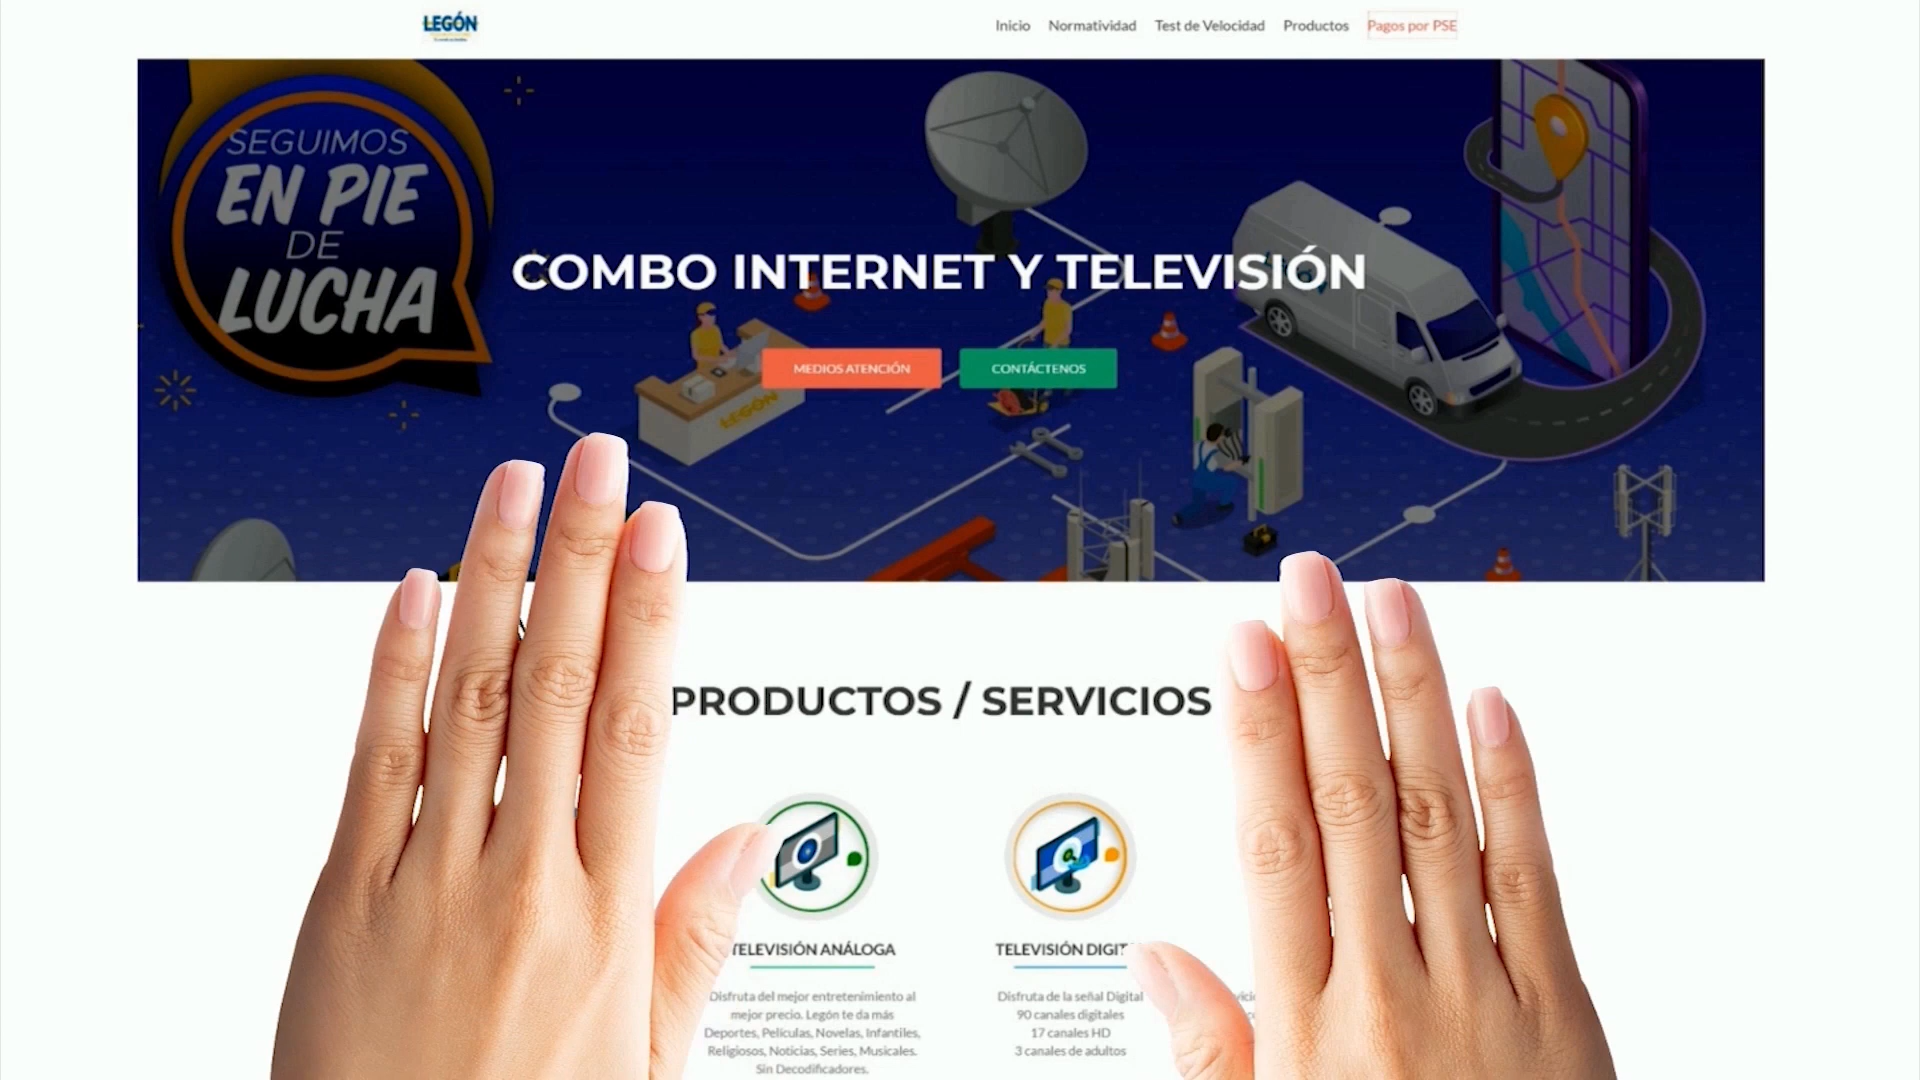 LEGÓN
Inicio Normatividad Test de Velocidad Productos Pagos por PSE
SEGUIMOS
EN PIE
DE
LUCHA
COMBO INTERNET Y TELEVISIÓN
MEDIOS ATENCIÓN CONTÁCTENOS
LEGÓN
PRODUCTOS / SERVICIOS
TELEVISIÓN ANÁLOGA
Disfruta del mejor entretenimiento al
mejor precio. Legón te da más
Deportes, Películas, Novelas, Infantiles,
Religiosos, Noticias, Series, Musicales.
Sin Decodificadores.
TELEVISIÓN DIGIT
Disfruta de la señal Digital
90 canales digitales
17 canales HD
3 canales de adultos